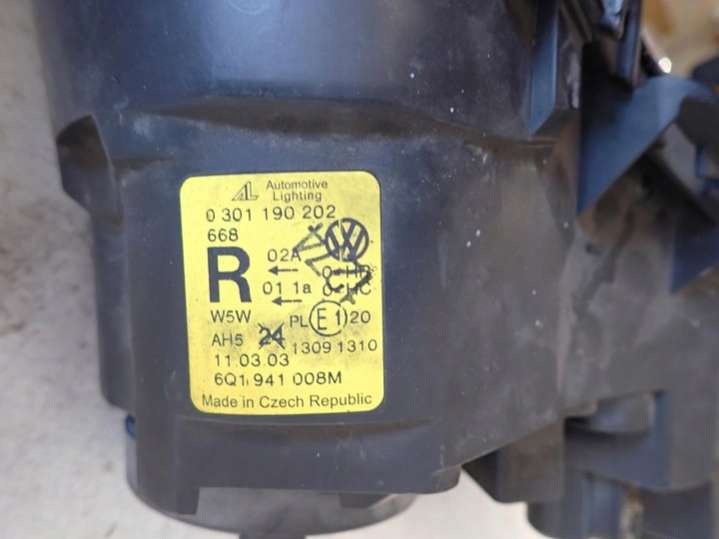 AL Automotive
Lighting
0 301 190 202
668
R
02A
01 1a
W5W
PL E1 20
AH5 24
1309 1310
11.03.03
6Q1 941 008M
Made in Czech Republic